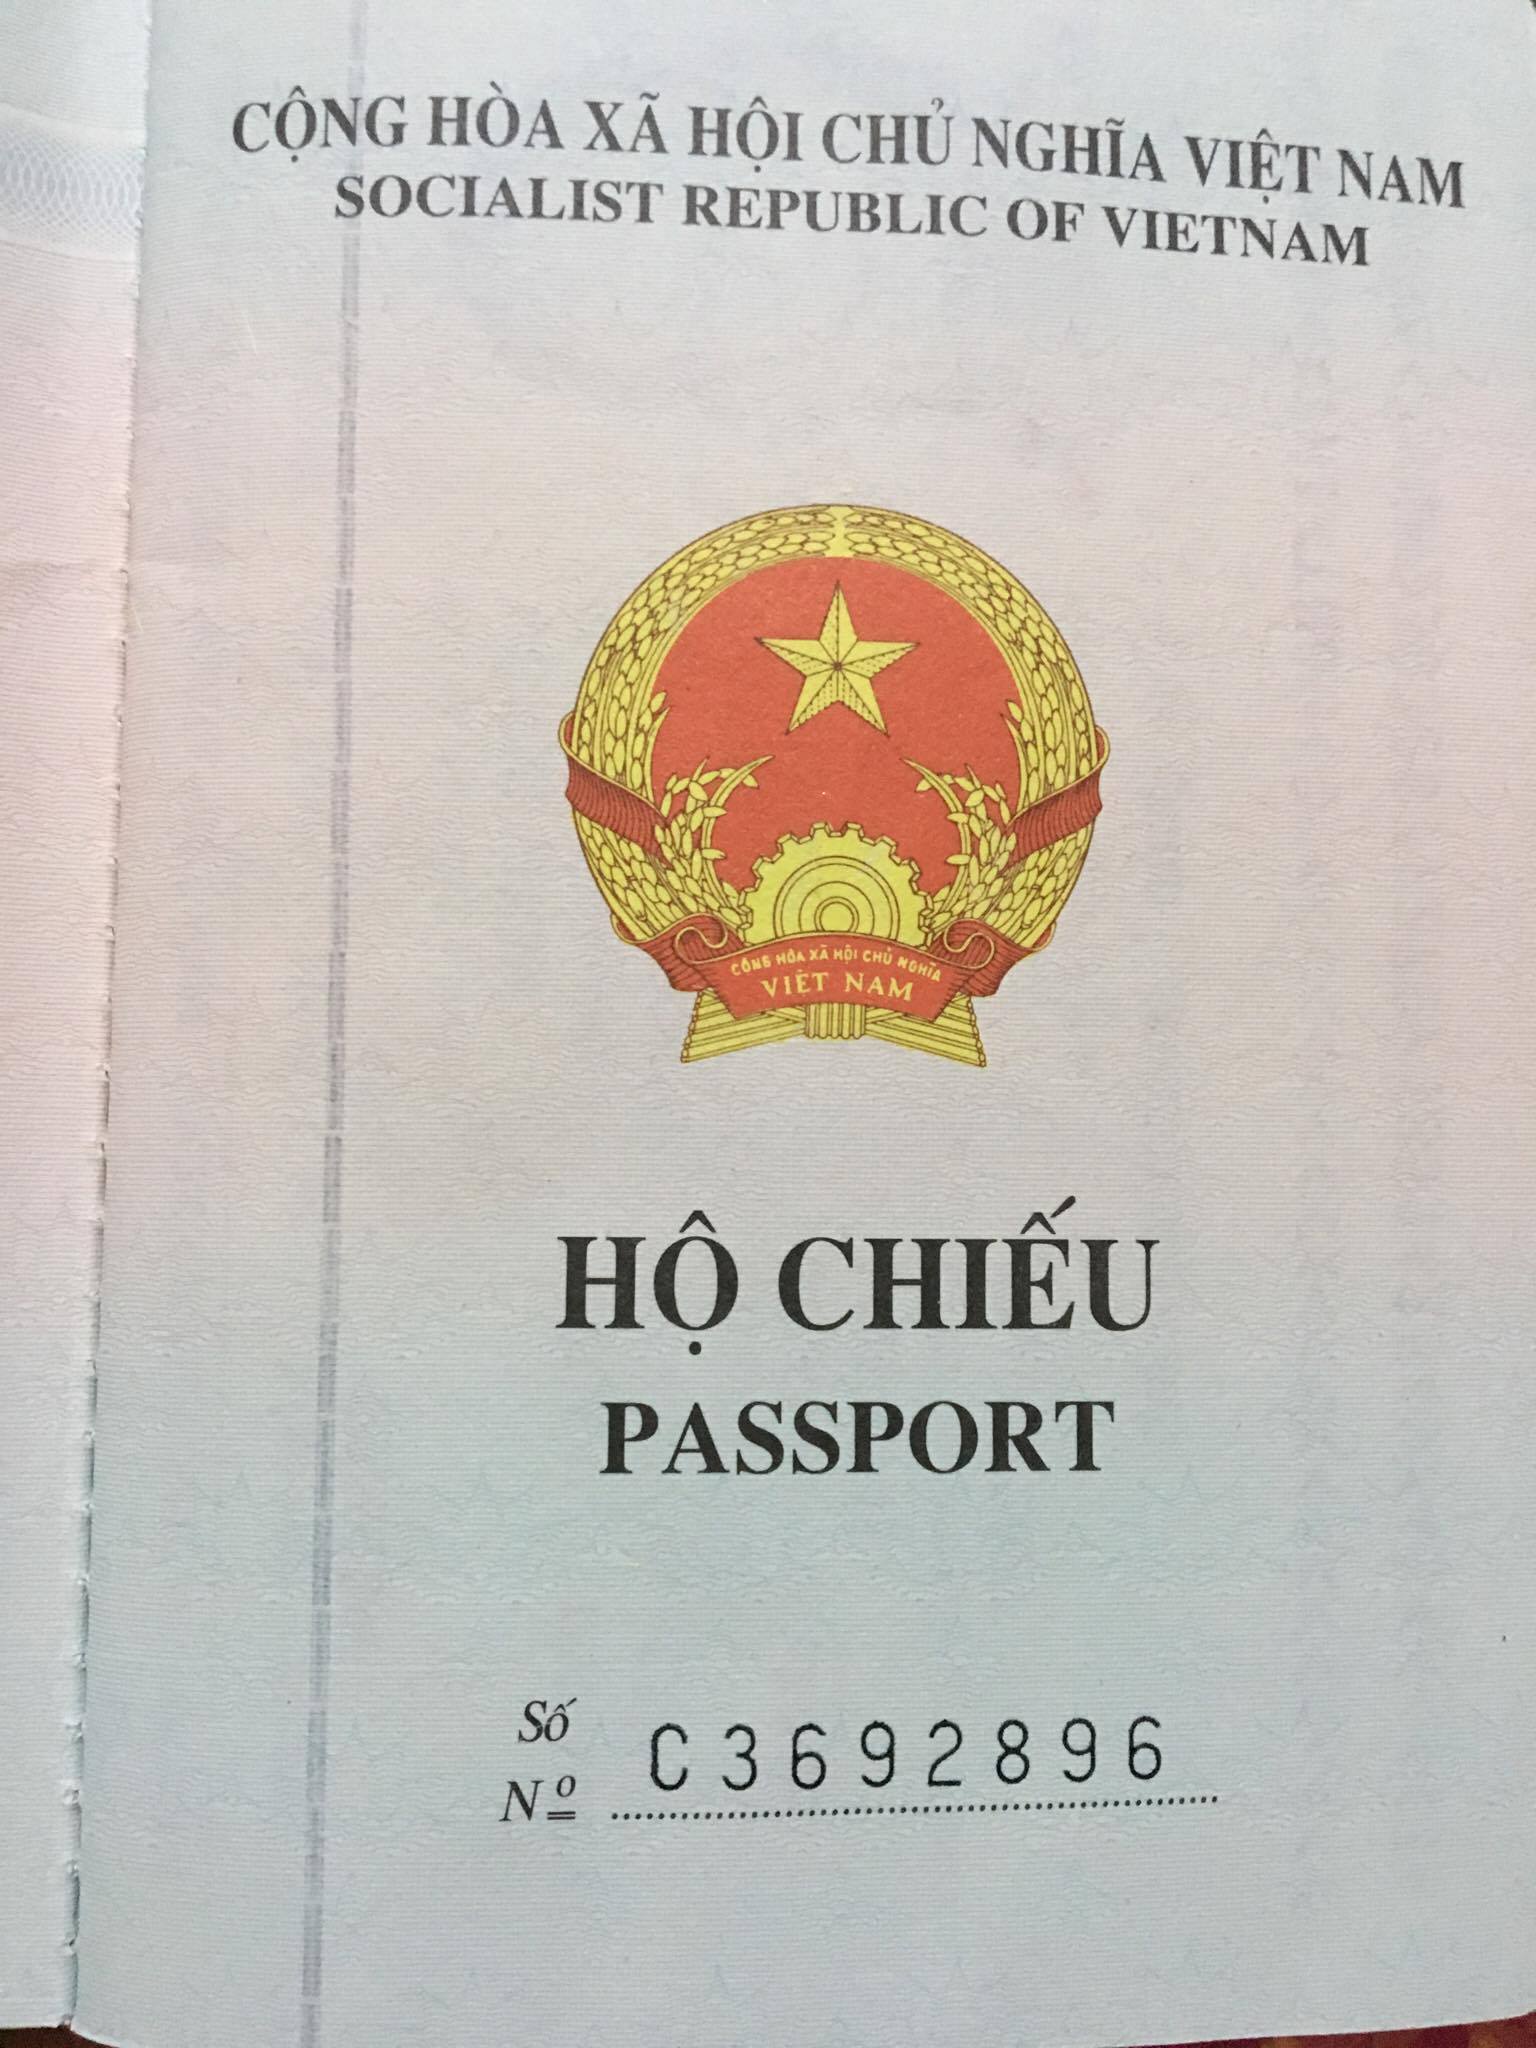 CỘNG HÒA XÃ HỘI CHỦ NGHĨA VIỆT NAM
SOCIALIST REPUBLIC OF VIETNAM
CỘNG HÒA XÃ HỘI CHỦ NGHĨA
VIỆT NAM
HỘ CHIẾU
PASSPORT
Số
Nº C3692896